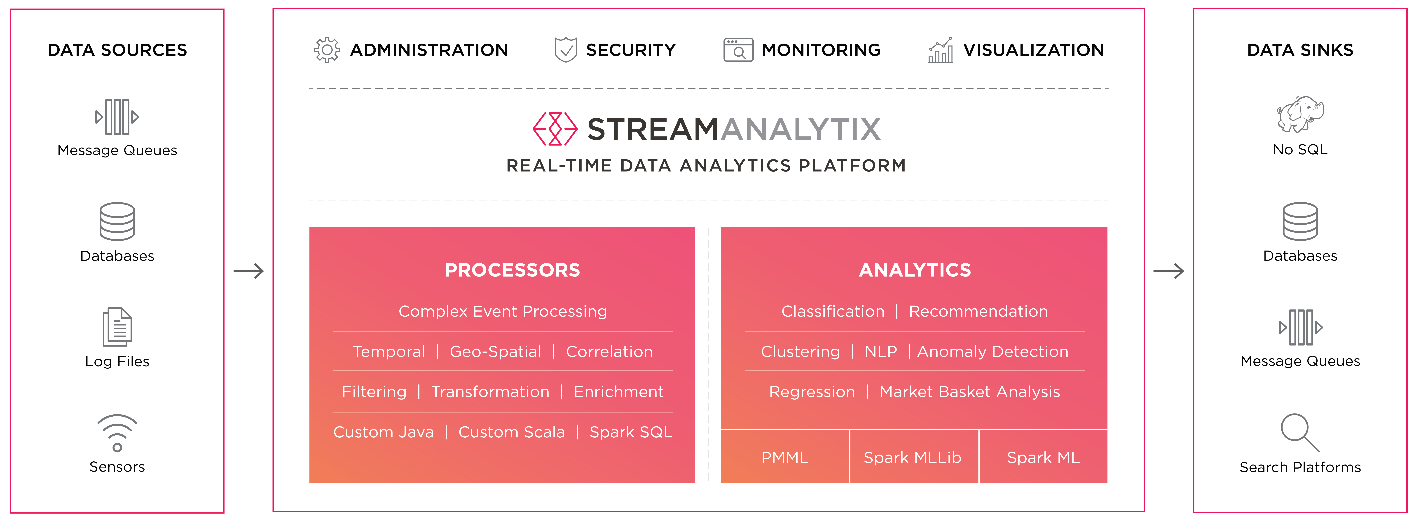 DATA SOURCES
Message Queues
Databases
Log Files
Sensors
ADMINISTRATION
SECURITY
MONITORING
VISUALIZATION
STREAMANALYTIX
REAL-TIME DATA ANALYTICS PLATFORM
PROCESSORS
Complex Event Processing
Temporal | Geo-Spatial | Correlation
Filtering | Transformation | Enrichment
Custom Java | Custom Scala | Spark SQL
ANALYTICS
Classification | Recommendation
Clustering | NLP | Anomaly Detection
Regression | Market Basket Analysis
PMML
Spark MLLib
Spark ML
DATA SINKS
No SQL
Databases
Message Queues
Search Platforms